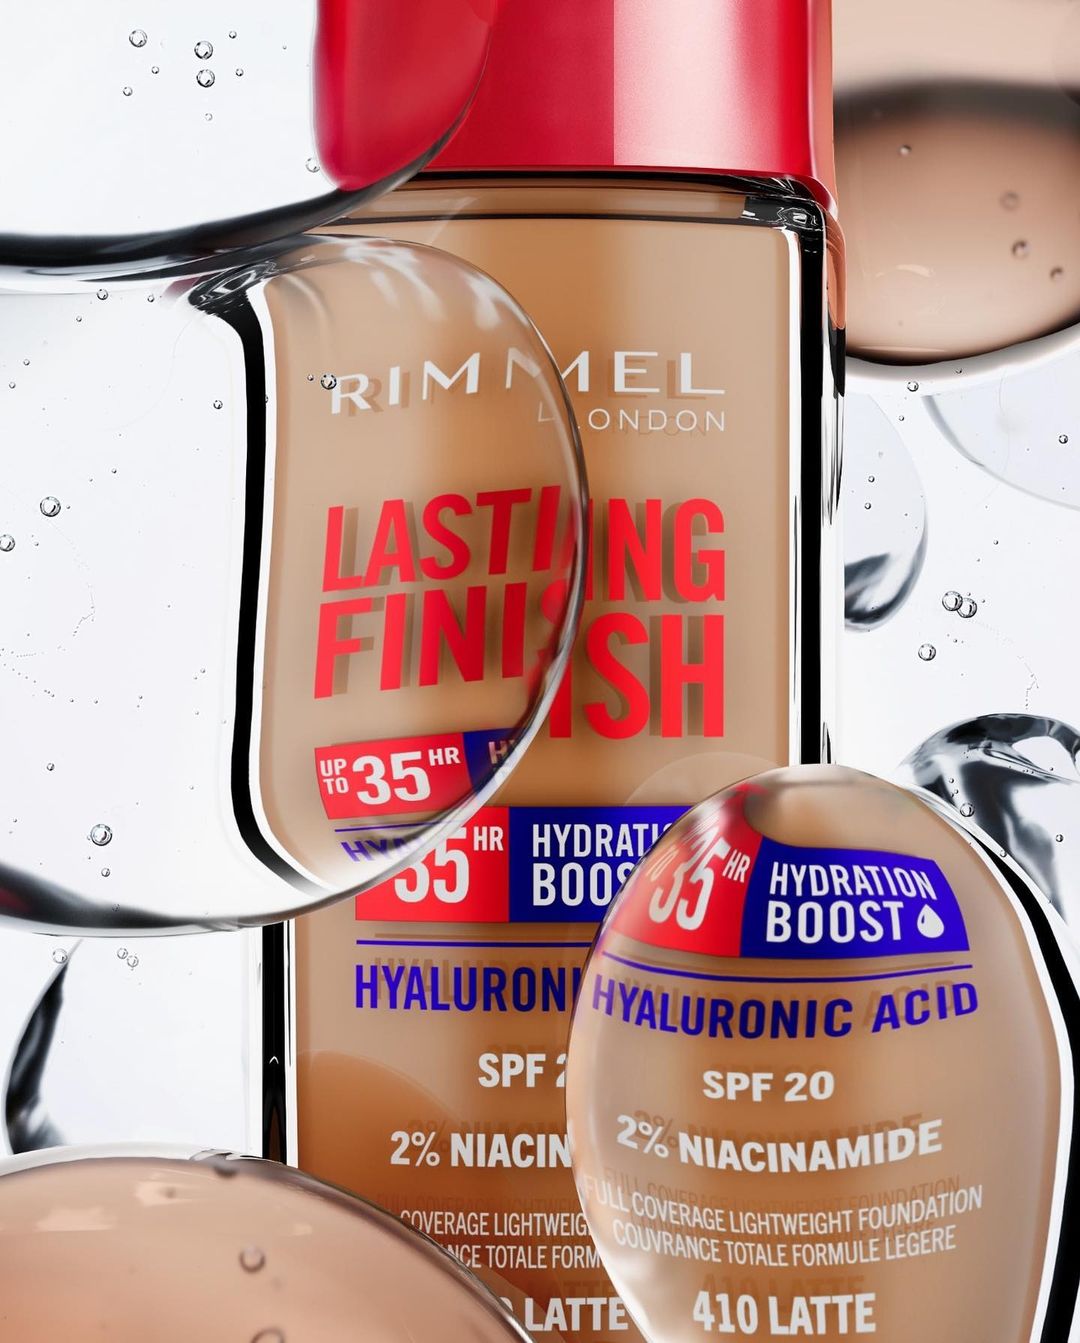 RIMMEL
LONDON
LASTING
FINISH
UP TO 35 HR
35 HR HYDRATION
BOOST
HYALURONIC ACID
SPF 20
2% NIACINAMIDE
FULL COVERAGE LIGHTWEIGHT FOUNDATION
COUVRANCE TOTALE FORMULE LEGERE
410 LATTE